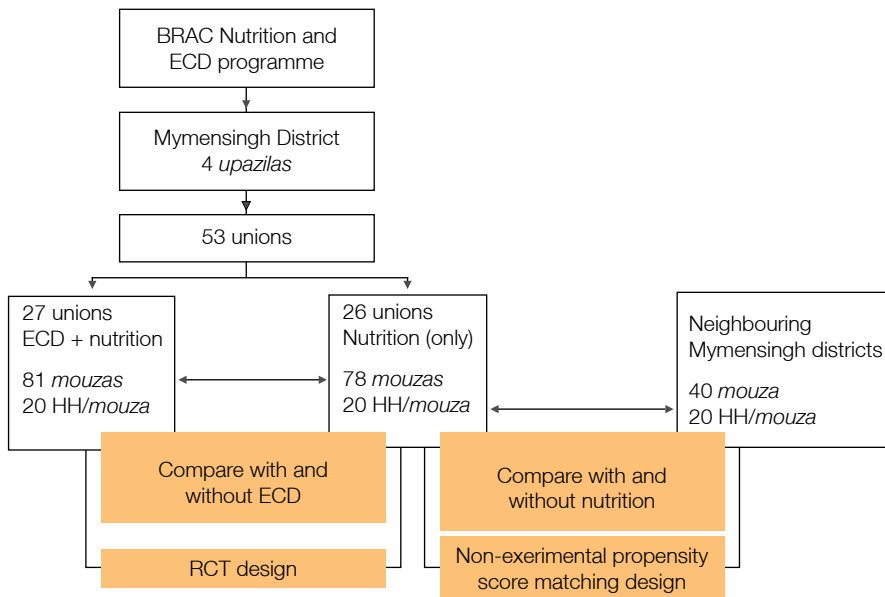 BRAC Nutrition and
ECD programme
Mymensingh District
4 upazilas
53 unions
27 unions
ECD + nutrition
81 mouzas
20 HH/mouza
26 unions
Nutrition (only)
78 mouzas
20 HH/mouza
Neighbouring
Mymensingh districts
40 mouza
20 HH/mouza
Compare with and
without ECD
Compare with and
without nutrition
RCT design
Non-exerimental propensity
score matching design